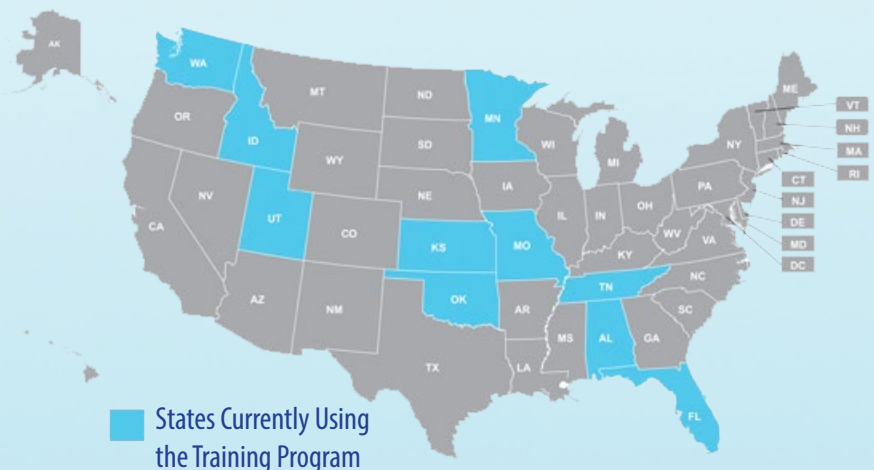 AK
WA
MT
ND
MN
ME
VT
NH
MA
RI
CT
NJ
DE
MD
DC
OR
ID
WY
SD
WI
MI
NY
NV
UT
NE
IA
IL
IN
OH
PA
CA
CO
KS
MO
KY
WV
VA
AZ
NM
OK
AR
TN
NC
SC
TX
LA
MS
AL
GA
FL
States Currently Using
the Training Program